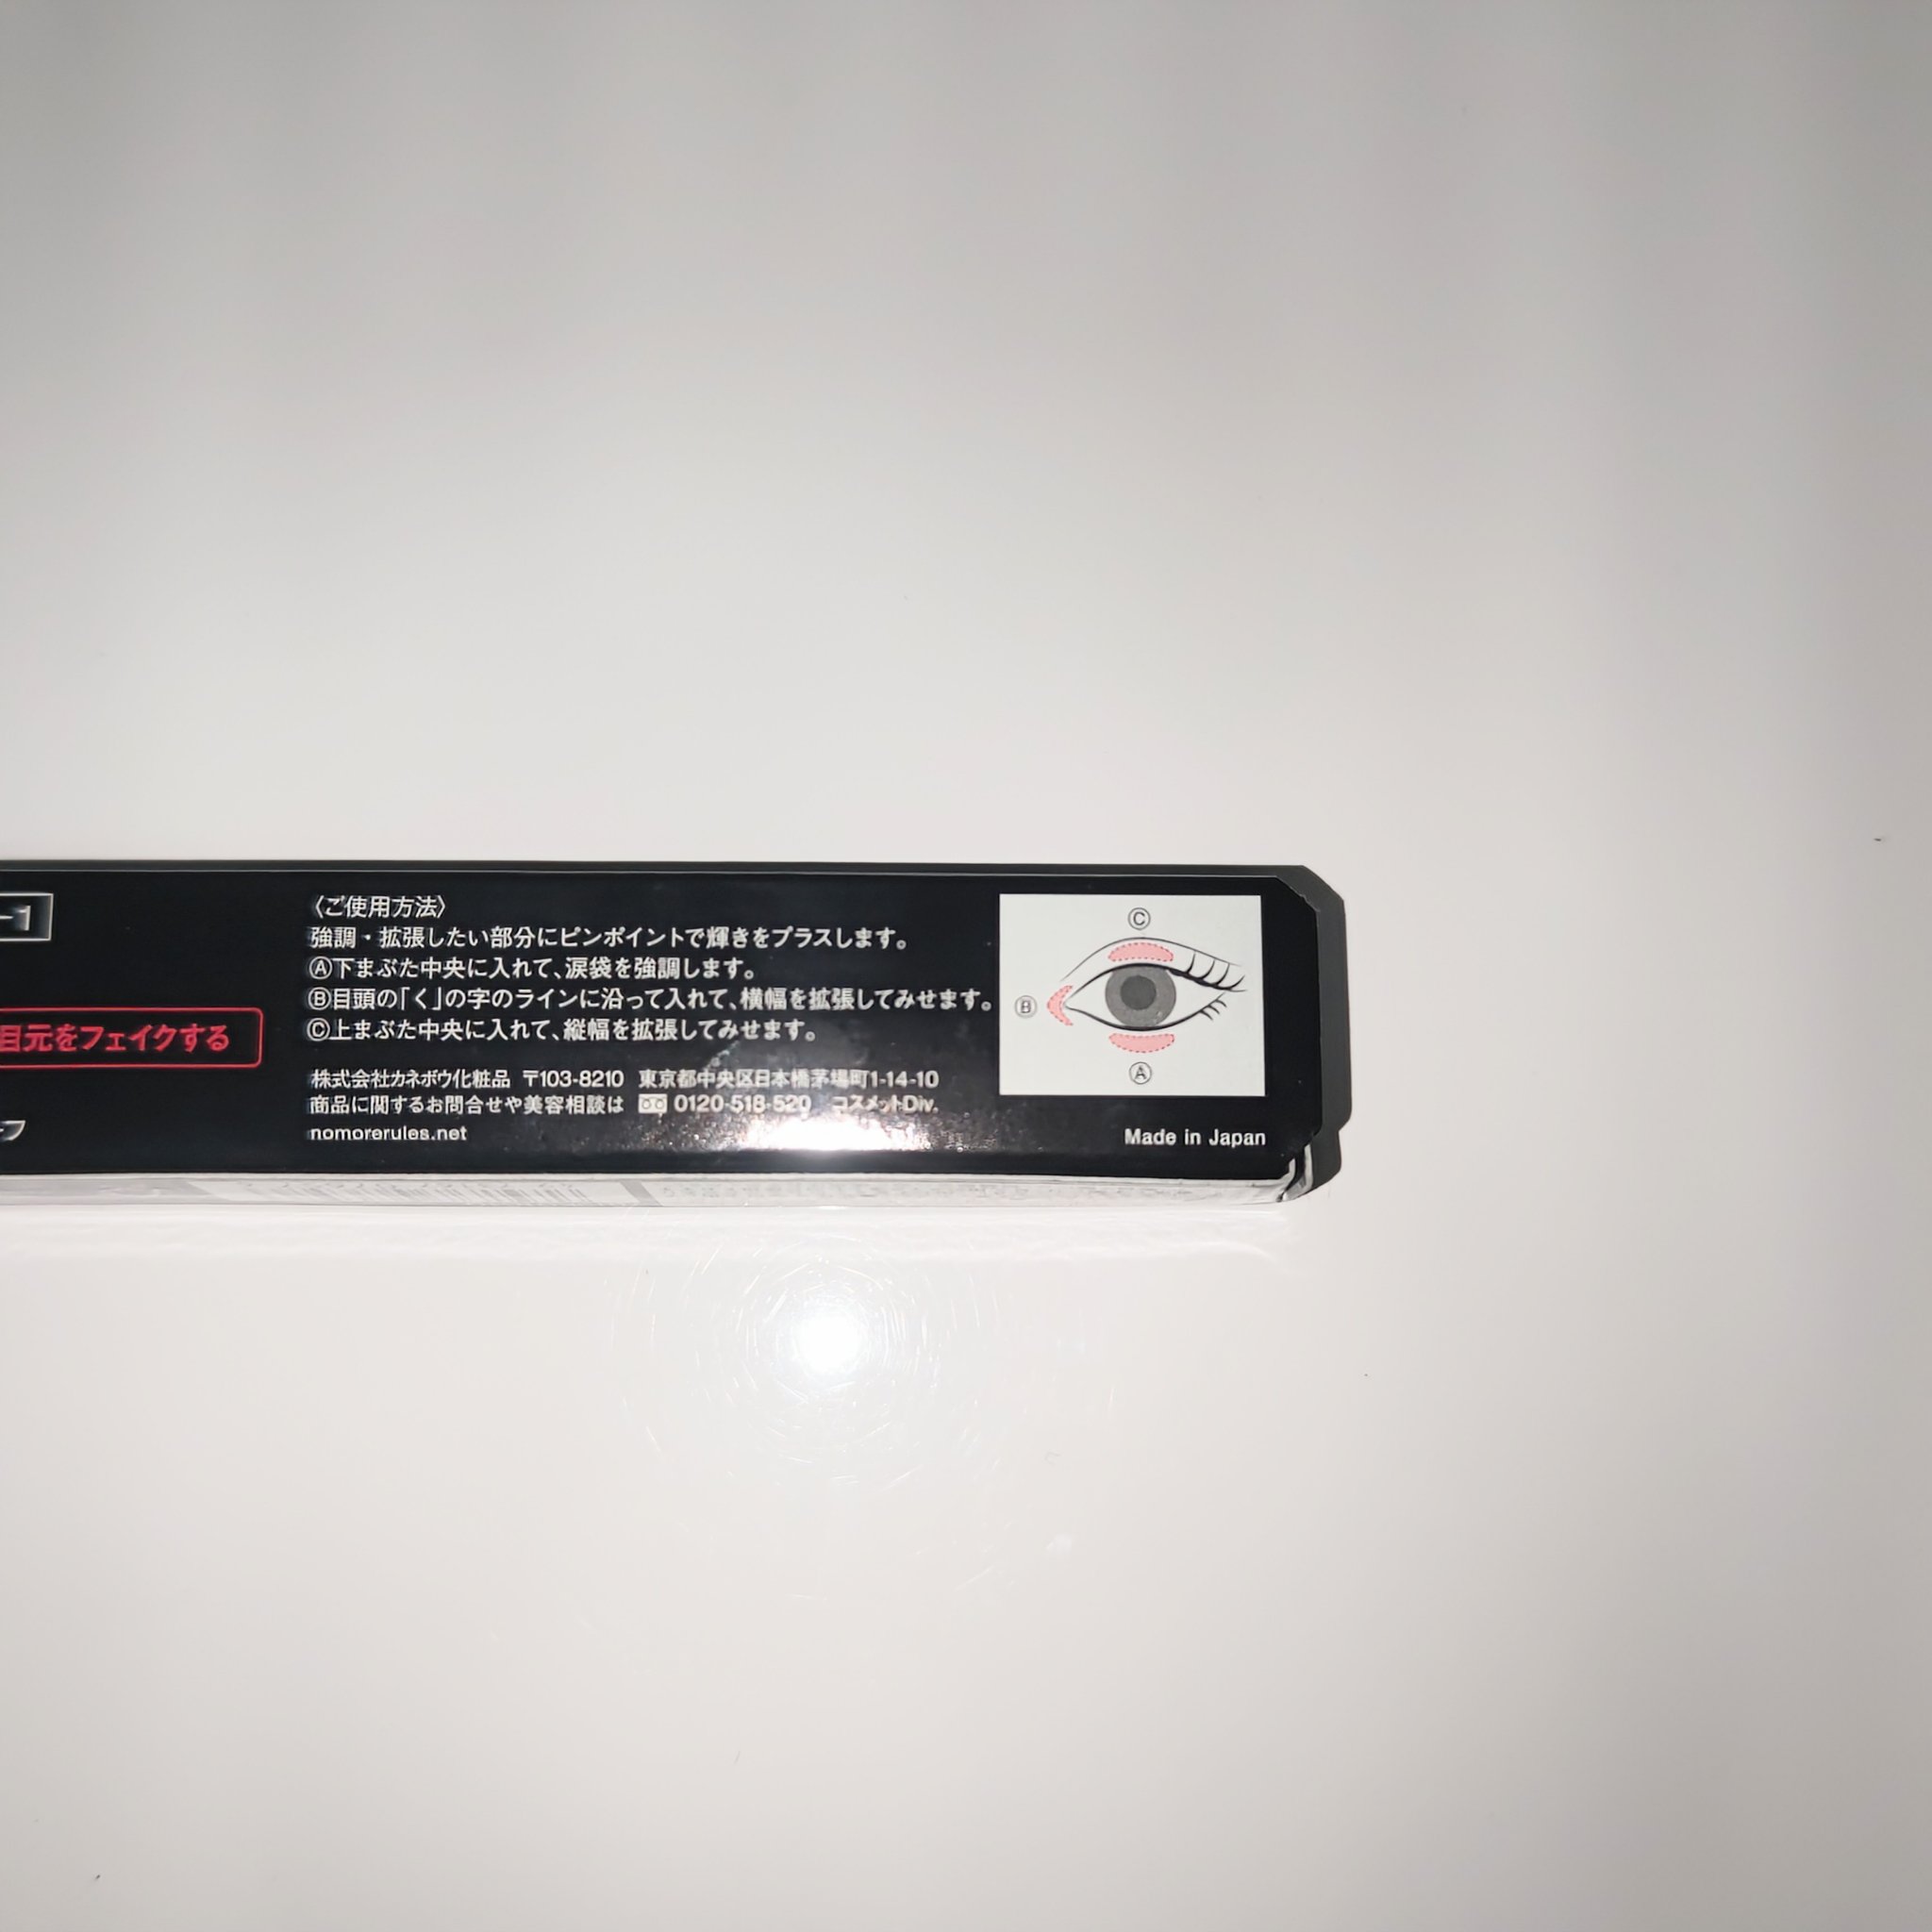 -1
目元をフェイクする
〈ご使用方法〉
強調・拡張したい部分にピンポイントで輝きをプラスします。
Ⓐ下まぶた中央に入れて、涙袋を強調します。
Ⓑ目頭の「く」の字のラインに沿って入れて、横幅を拡張してみせます。
Ⓒ上まぶた中央に入れて、縦幅を拡張してみせます。
株式会社カネボウ化粧品 〒103-8210 東京都中央区日本橋茅場町1-14-10
商品に関するお問合せや美容相談は 0120-518-520 コスメットDiv.
nomorerules.net
Ⓒ
Ⓑ
Ⓐ
Made in Japan